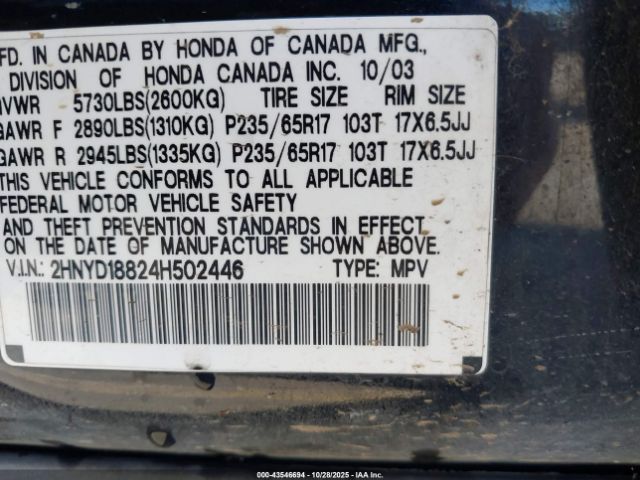 FD. IN CANADA BY HONDA OF CANADA MFG.,
DIVISION OF HONDA CANADA INC. 10/03
GVWR 5730LBS(2600KG) TIRE SIZE RIM SIZE
GAWR F 2890LBS(1310KG) P235/65R17 103T 17X6.5JJ
GAWR R 2945LBS(1335KG) P235/65R17 103T 17X6.5JJ
THIS VEHICLE CONFORMS TO ALL APPLICABLE
FEDERAL MOTOR VEHICLE SAFETY
AND THEFT PREVENTION STANDARDS IN EFFECT
ON THE DATE OF MANUFACTURE SHOWN ABOVE.
V.I.N.: 2HNYD18824H502446 TYPE: MPV
000-43546694 | 10/28/2025 | IAA Inc.